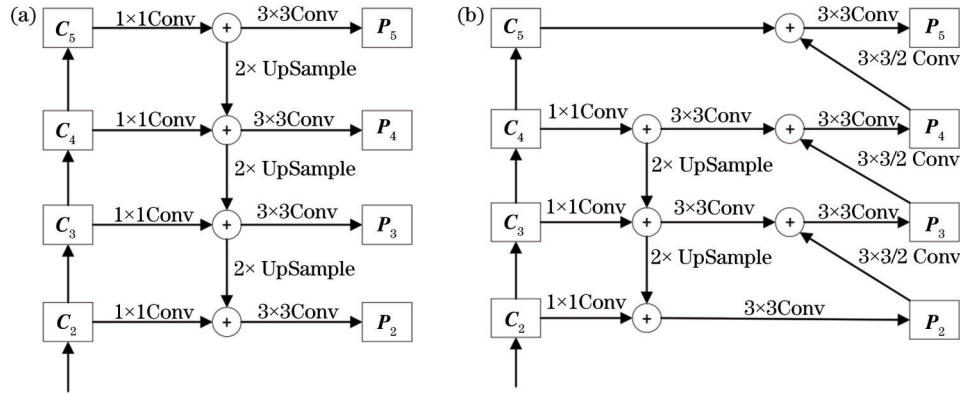 (a)
C5 1×1Conv + 3×3Conv P5
2× UpSample
C4 1×1Conv + 3×3Conv P4
2× UpSample
C3 1×1Conv + 3×3Conv P3
2× UpSample
C2 1×1Conv + 3×3Conv P2
(b)
C5 + 3×3Conv P5
3×3/2 Conv
C4 1×1Conv + 3×3Conv + 3×3Conv P4
2× UpSample
3×3/2 Conv
C3 1×1Conv + 3×3Conv + 3×3Conv P3
2× UpSample
3×3/2 Conv
C2 1×1Conv + 3×3Conv P2